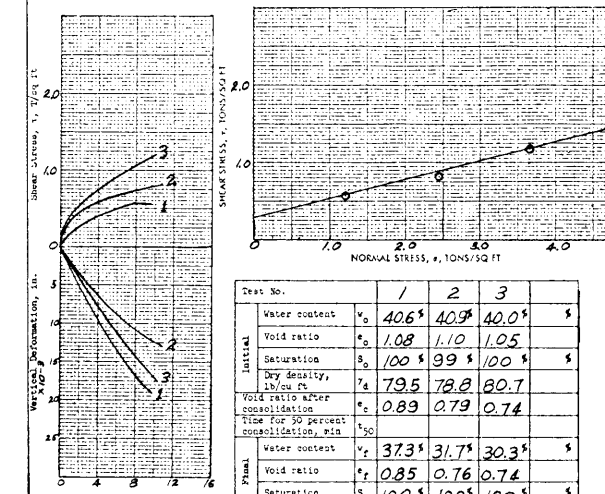 Shear Stress, τ, T/sq ft
2.0
1.0
0
3
2
1
Vertical Deformation, in.
x10⁻³
5
10
15
20
25
2
3
1
0 4 8 12 16
SHEAR STRESS, τ, TONS/SQ FT
2.0
1.0
0 1.0 2.0 3.0 4.0
NORMAL STRESS, σ, TONS/SQ FT
Test No. 1 2 3
Initial
Water content w₀ 40.6% 40.9% 40.0% %
Void ratio e₀ 1.08 1.10 1.05
Saturation S₀ 100% 99% 100% %
Dry density, lb/cu ft γd 79.5 78.8 80.7
Void ratio after consolidation ec 0.89 0.79 0.74
Time for 50 percent consolidation, min t50
Final
Water content wf 37.3% 31.7% 30.3% %
Void ratio ef 0.85 0.76 0.74
Saturation